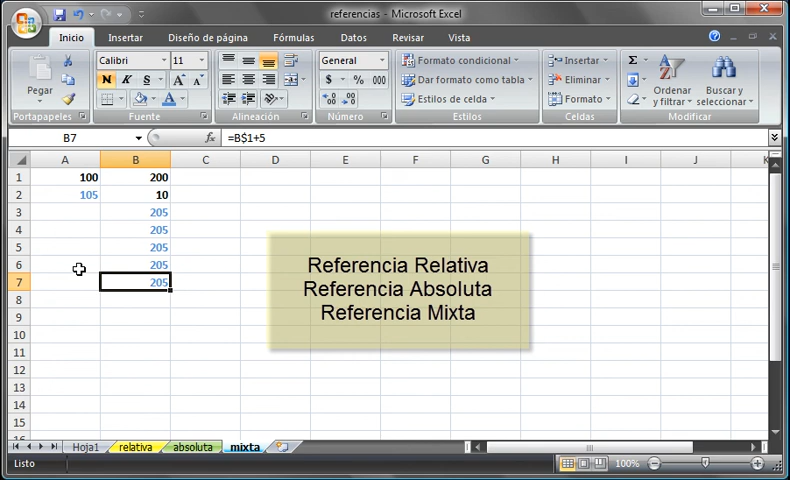 referencias - Microsoft Excel
Inicio Insertar Diseño de página Fórmulas Datos Revisar Vista
Pegar
Portapapeles
Calibri 11
N K S A A
A
Fuente
Alineación
General
$ % 000
Número
Formato condicional
Dar formato como tabla
Estilos de celda
Estilos
Insertar
Eliminar
Formato
Celdas
Σ
Ordenar y filtrar
Buscar y seleccionar
Modificar
B7 fx =B$1+5
A B C D E F G H I J K
1 100 200
2 105 10
3 205
4 205
5 205
6 205
7 205
8
9
10
11
12
13
14
15
16
Referencia Relativa
Referencia Absoluta
Referencia Mixta
Hoja1 relativa absoluta mixta
Listo 100%